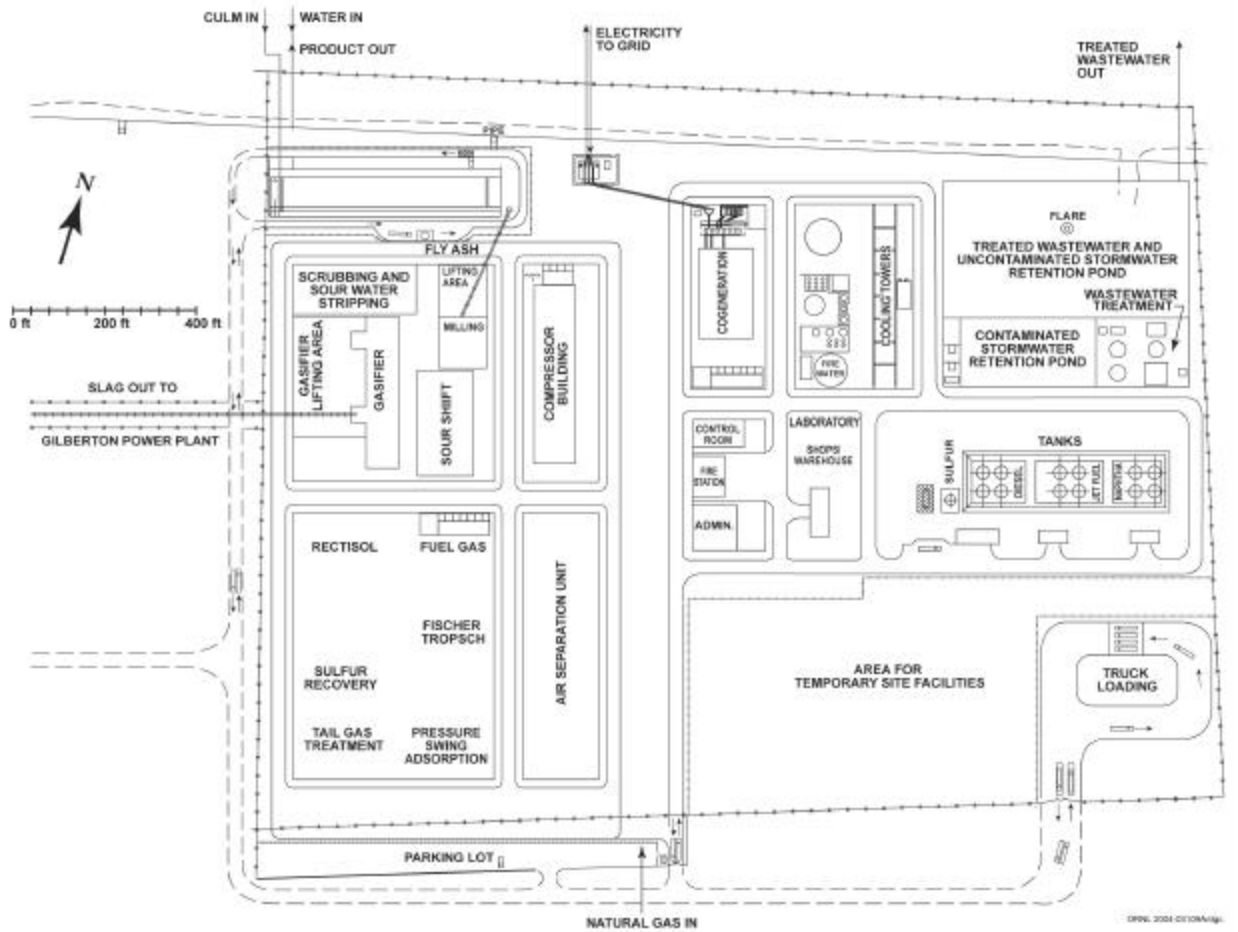 CULM IN
WATER IN
PRODUCT OUT
ELECTRICITY
TO GRID
TREATED
WASTEWATER
OUT
PIPE
N
0 ft
200 ft
400 ft
FLY ASH
SCRUBBING AND
SOUR WATER
STRIPPING
LIFTING
AREA
MILLING
GASIFIER
LIFTING AREA
GASIFIER
SOUR SHIFT
COMPRESSOR
BUILDING
COGENERATION
COOLING TOWERS
FIRE
WATER
FLARE
TREATED WASTEWATER AND
UNCONTAMINATED STORMWATER
RETENTION POND
WASTEWATER
TREATMENT
CONTAMINATED
STORMWATER
RETENTION POND
SLAG OUT TO
GILBERTON POWER PLANT
CONTROL
ROOM
FIRE
STATION
ADMIN.
LABORATORY
SHOPS/
WAREHOUSE
SULFUR
TANKS
DIESEL
JET FUEL
NAPHTHA
RECTISOL
FUEL GAS
FISCHER
TROPSCH
SULFUR
RECOVERY
TAIL GAS
TREATMENT
PRESSURE
SWING
ADSORPTION
AIR SEPARATION UNIT
AREA FOR
TEMPORARY SITE FACILITIES
TRUCK
LOADING
PARKING LOT
NATURAL GAS IN